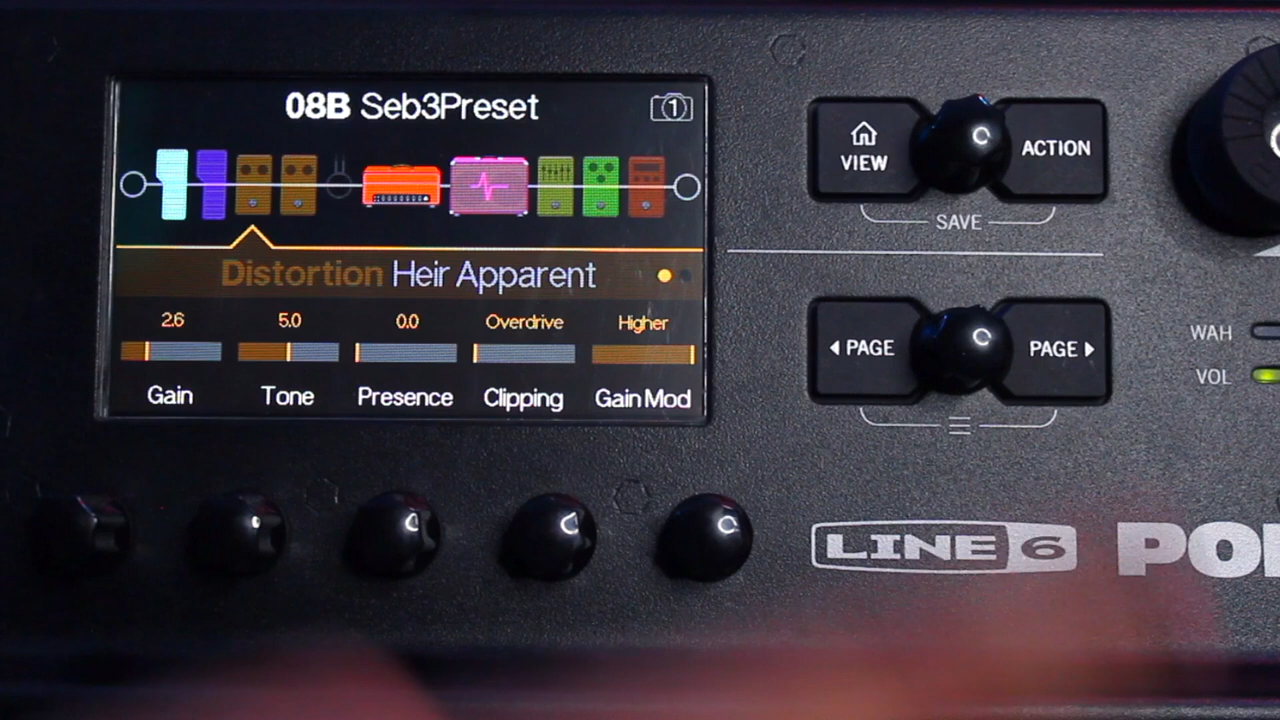 08B Seb3Preset
1
Distortion Heir Apparent
2.6 5.0 0.0 Overdrive Higher
Gain Tone Presence Clipping Gain Mod
VIEW
ACTION
SAVE
PAGE PAGE
WAH
VOL
LINE 6